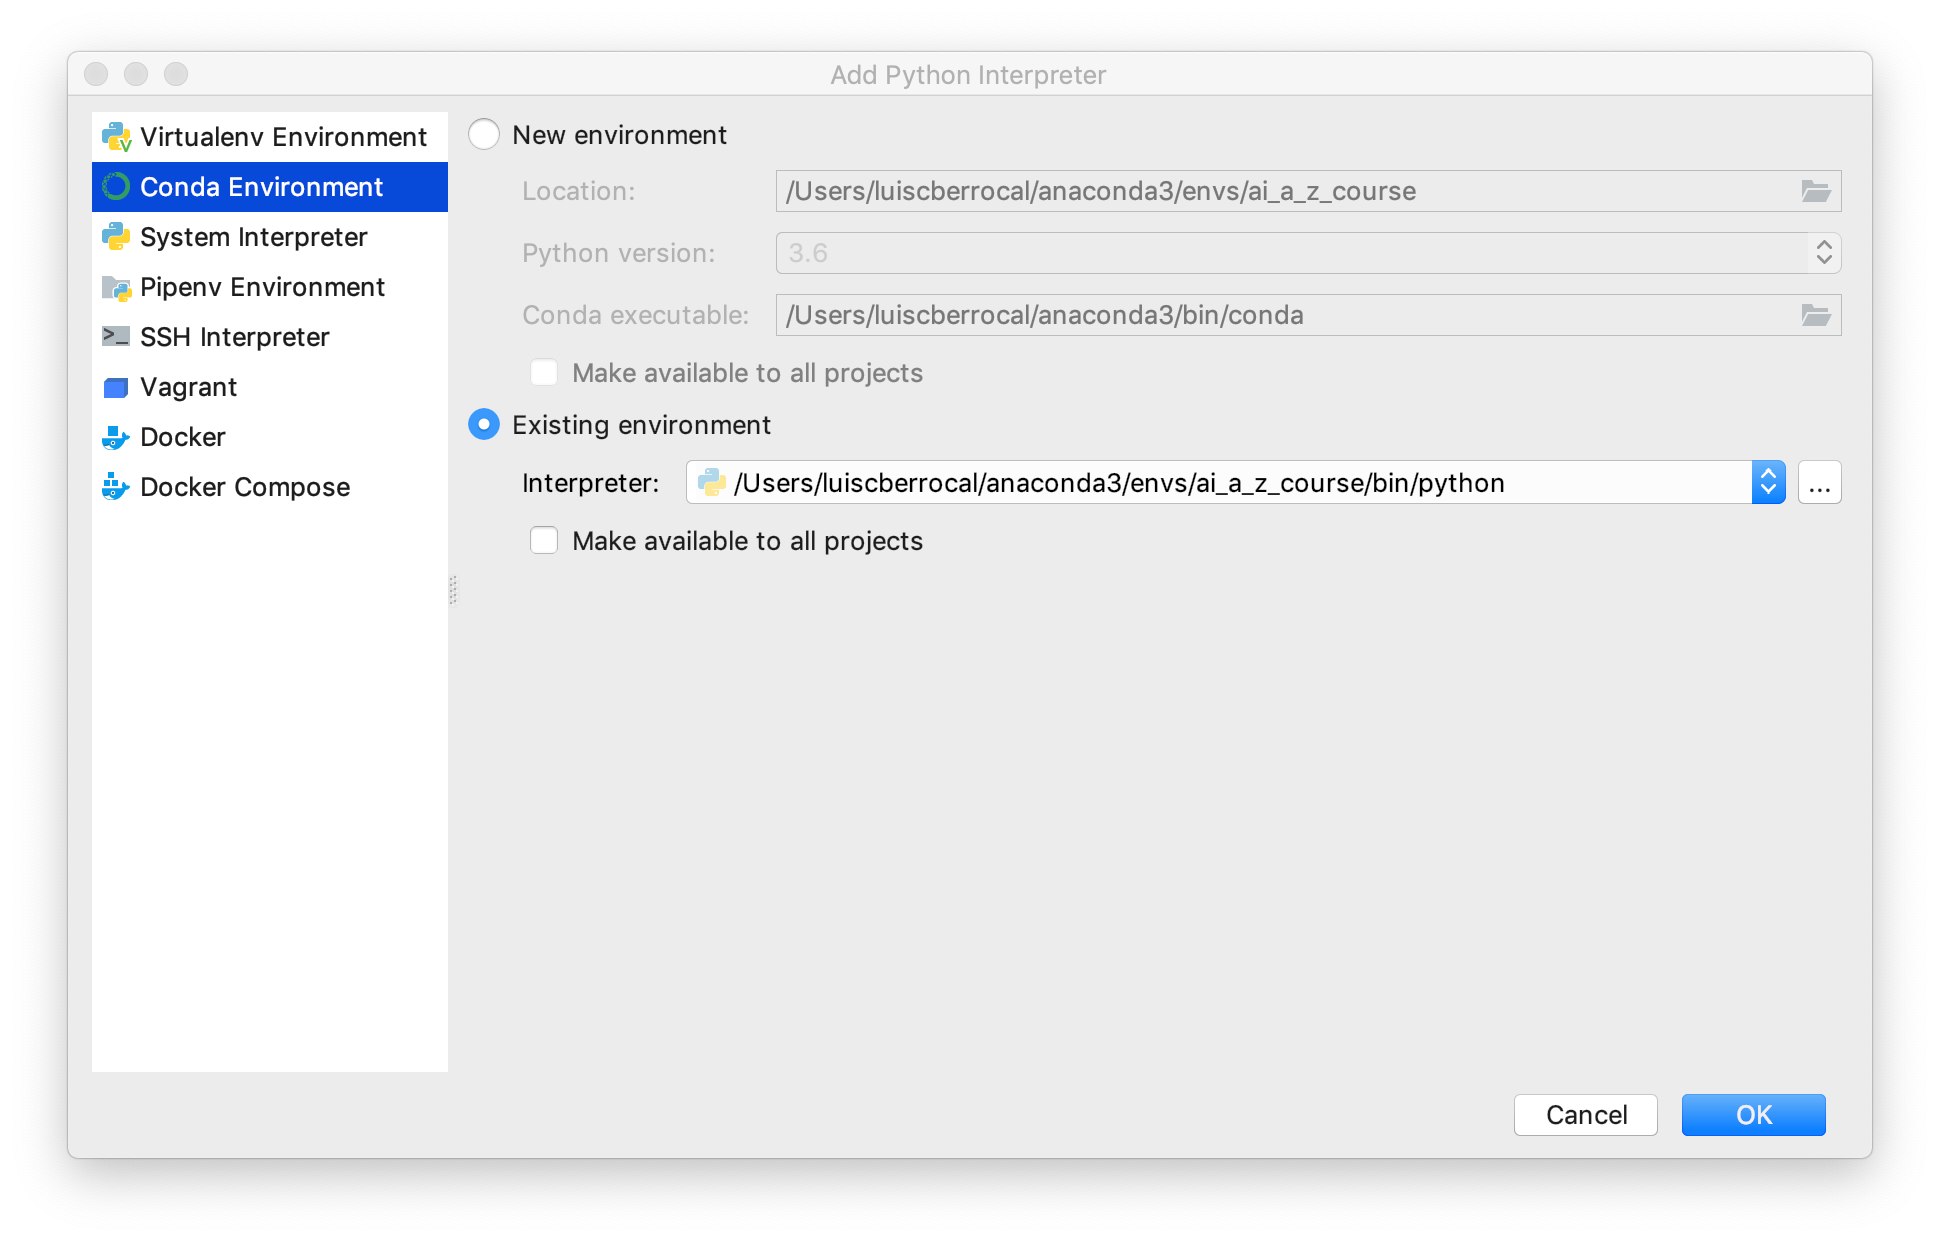 Add Python Interpreter
Virtualenv Environment
Conda Environment
System Interpreter
Pipenv Environment
SSH Interpreter
Vagrant
Docker
Docker Compose
New environment
Location: /Users/luiscberrocal/anaconda3/envs/ai_a_z_course
Python version: 3.6
Conda executable: /Users/luiscberrocal/anaconda3/bin/conda
Make available to all projects
Existing environment
Interpreter: /Users/luiscberrocal/anaconda3/envs/ai_a_z_course/bin/python ...
Make available to all projects
Cancel OK